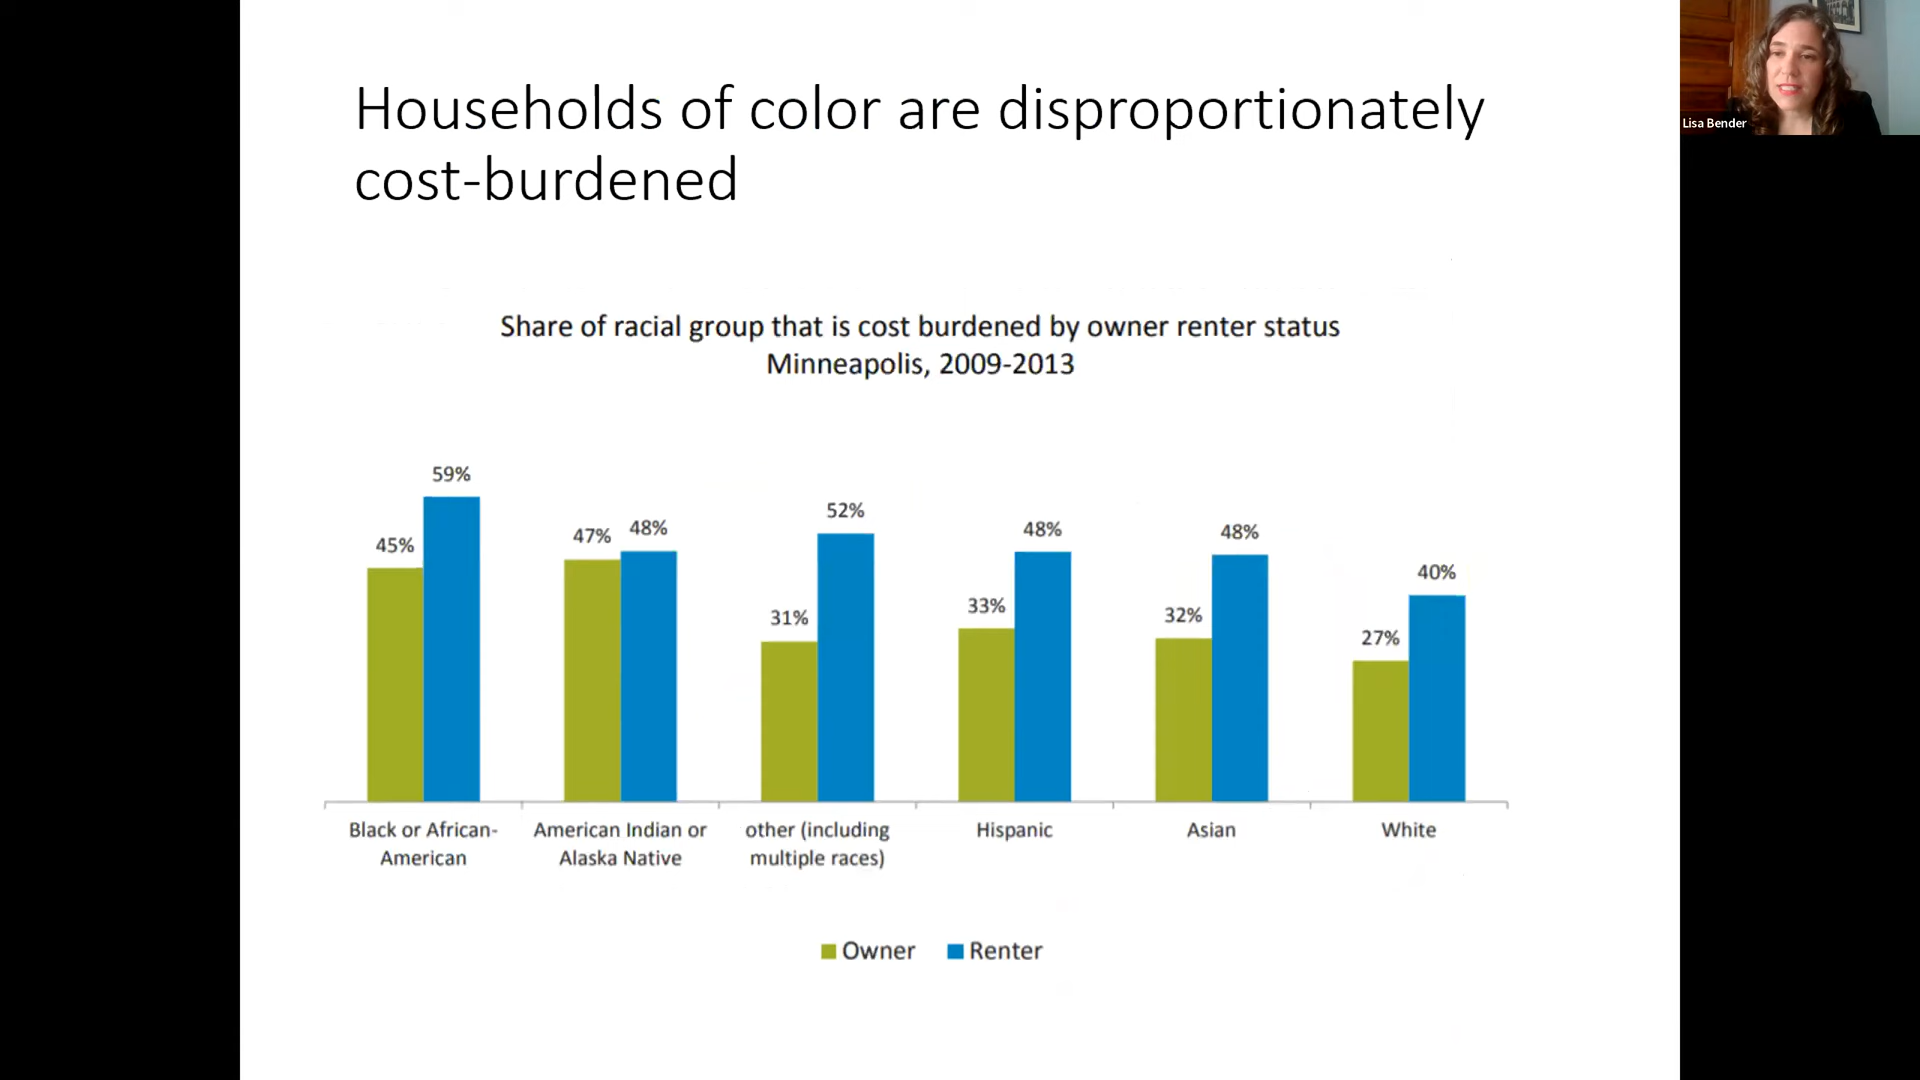 Households of color are disproportionately
cost-burdened
Lisa Bender
Share of racial group that is cost burdened by owner renter status
Minneapolis, 2009-2013
45%
59%
47%
48%
31%
52%
33%
48%
32%
48%
27%
40%
Black or African-
American
American Indian or
Alaska Native
other (including
multiple races)
Hispanic
Asian
White
Owner
Renter